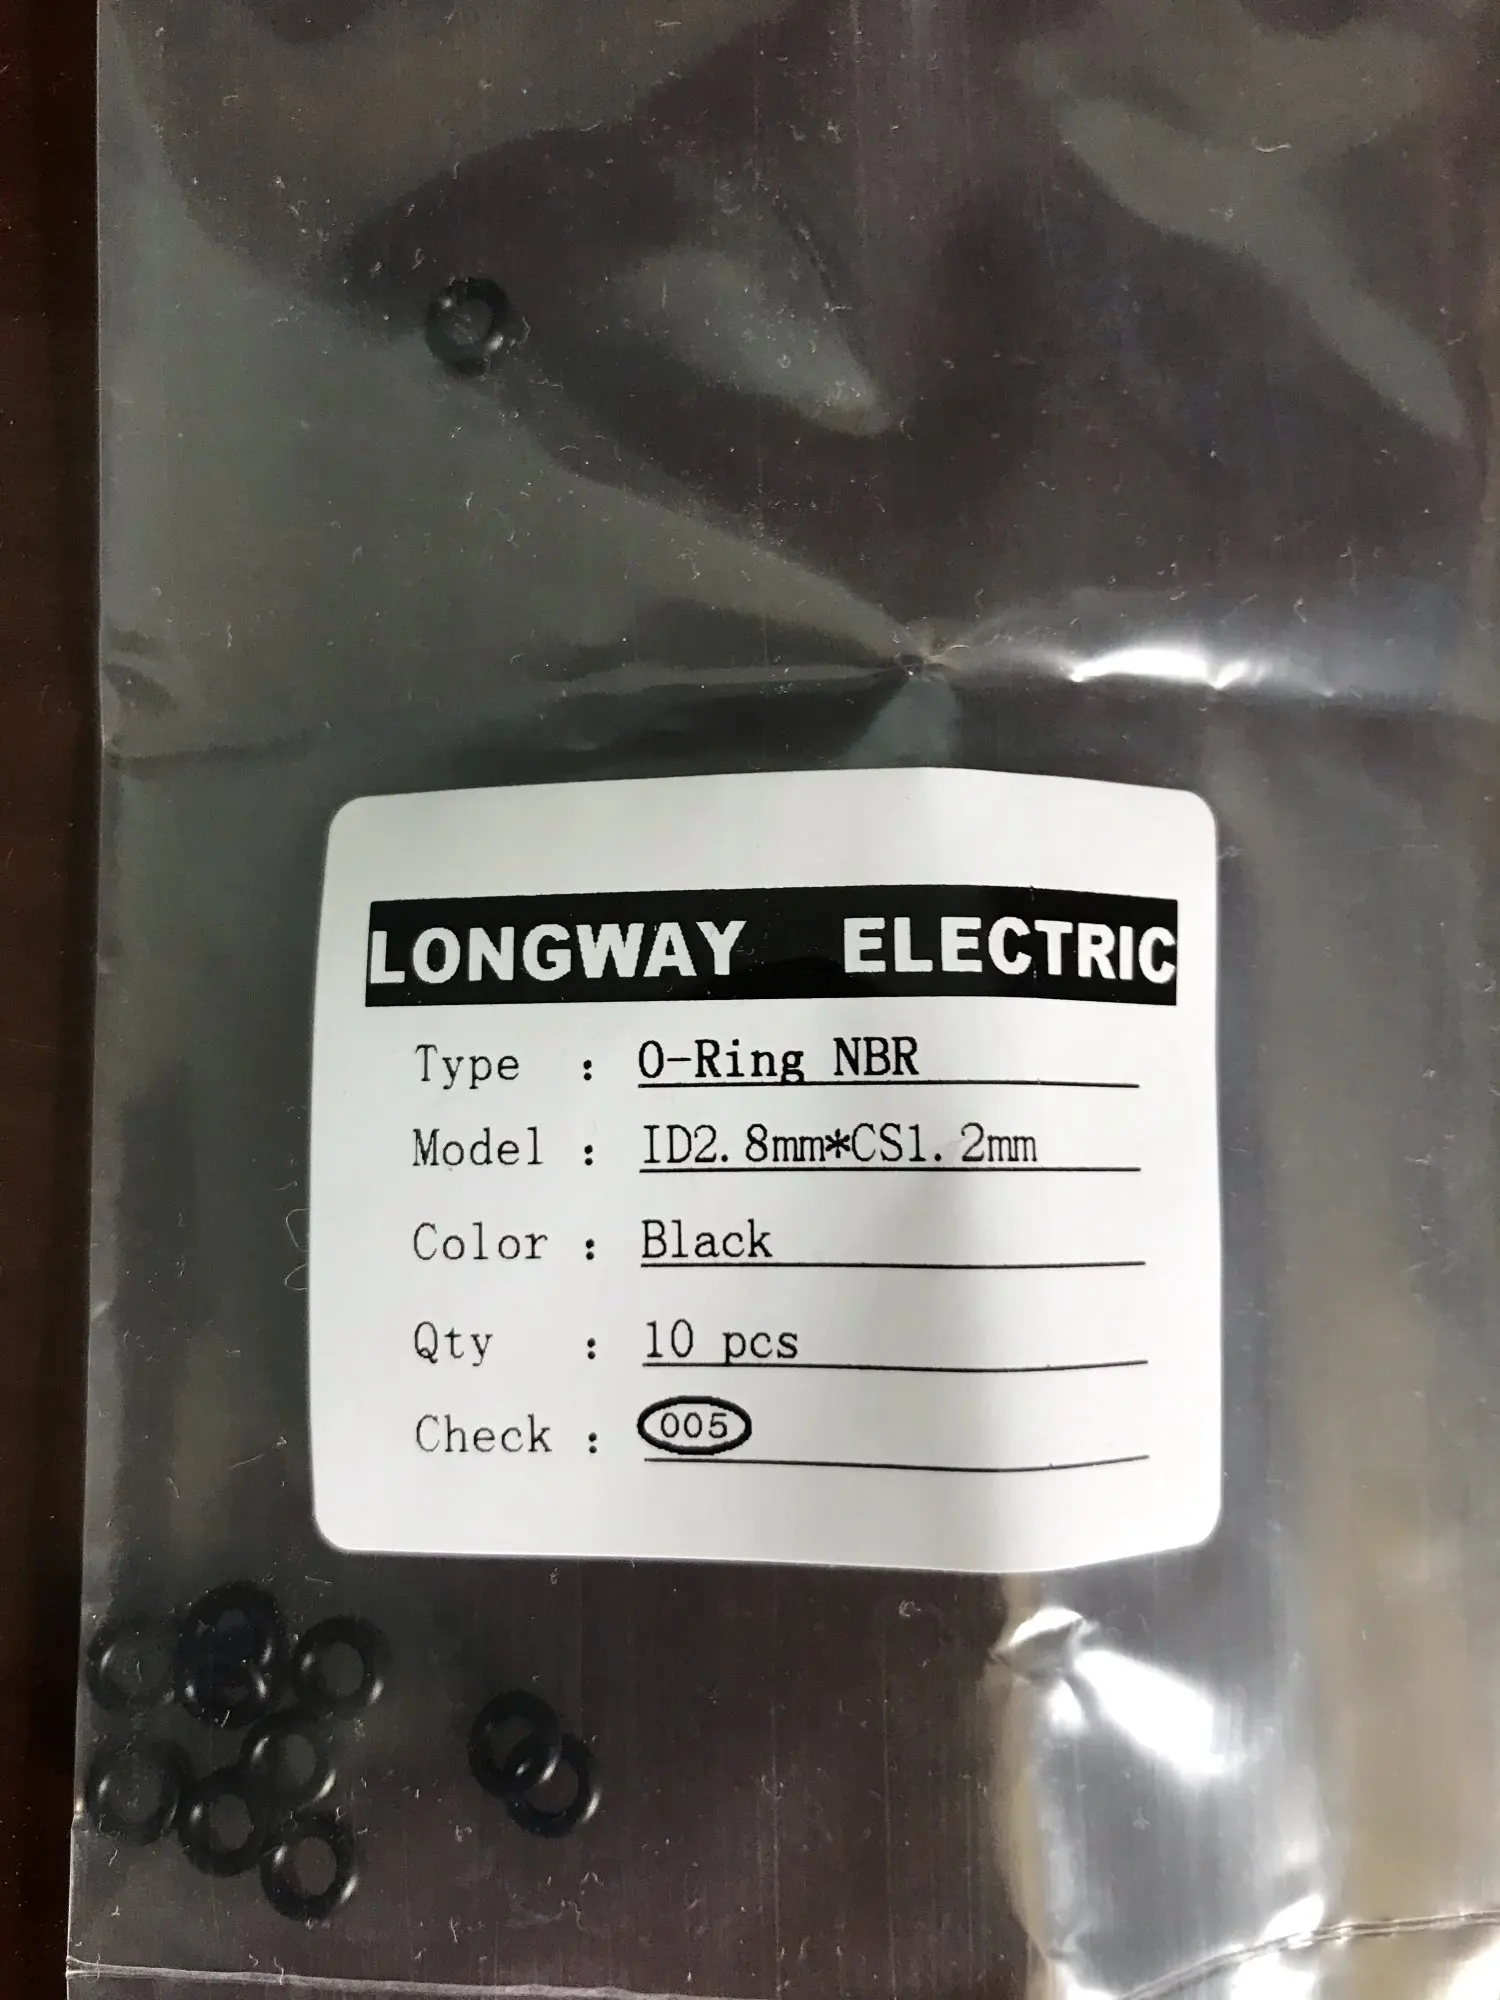 LONGWAY ELECTRIC
Type : O-Ring NBR
Model : ID2.8mm*CS1.2mm
Color : Black
Qty : 10 pcs
Check : 005